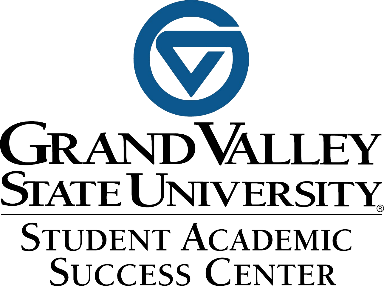 GRAND VALLEY
STATE UNIVERSITY®
STUDENT ACADEMIC
SUCCESS CENTER